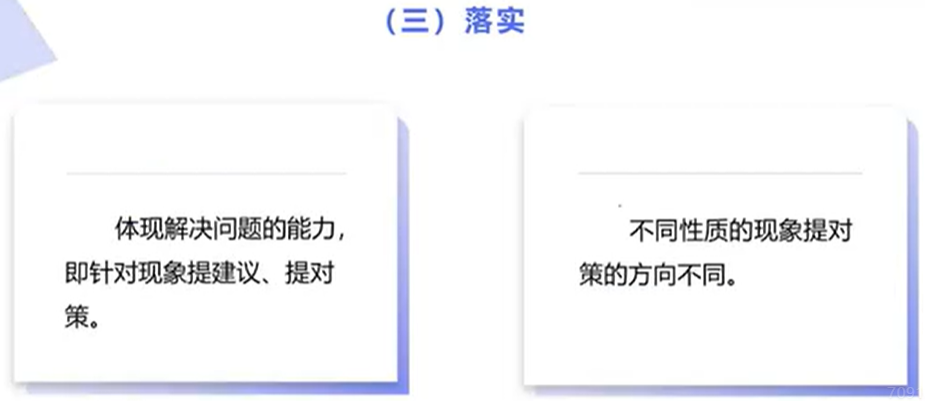 （三）落实
体现解决问题的能力，
即针对现象提建议、提对
策。
不同性质的现象提对
策的方向不同。